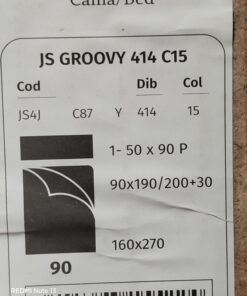 Cama/Bed
JS GROOVY 414 C15
Cod Dib Col
JS4J C87 Y 414 15
1- 50 x 90 P
90x190/200+30
160x270
90
REDMI Note 13